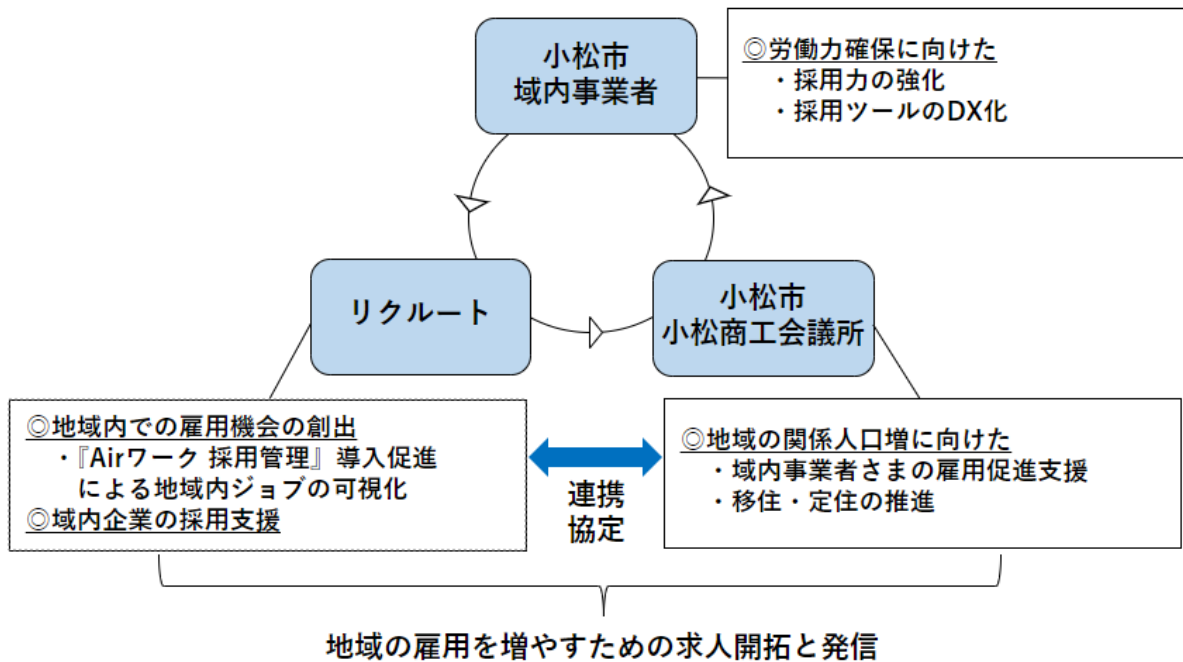 小松市
域内事業者
◎労働力確保に向けた
・採用力の強化
・採用ツールのDX化
リクルート
小松市
小松商工会議所
◎地域内での雇用機会の創出
・『Airワーク 採用管理』導入促進
による地域内ジョブの可視化
◎域内企業の採用支援
連携
協定
◎地域の関係人口増に向けた
・域内事業者さまの雇用促進支援
・移住・定住の推進
地域の雇用を増やすための求人開拓と発信